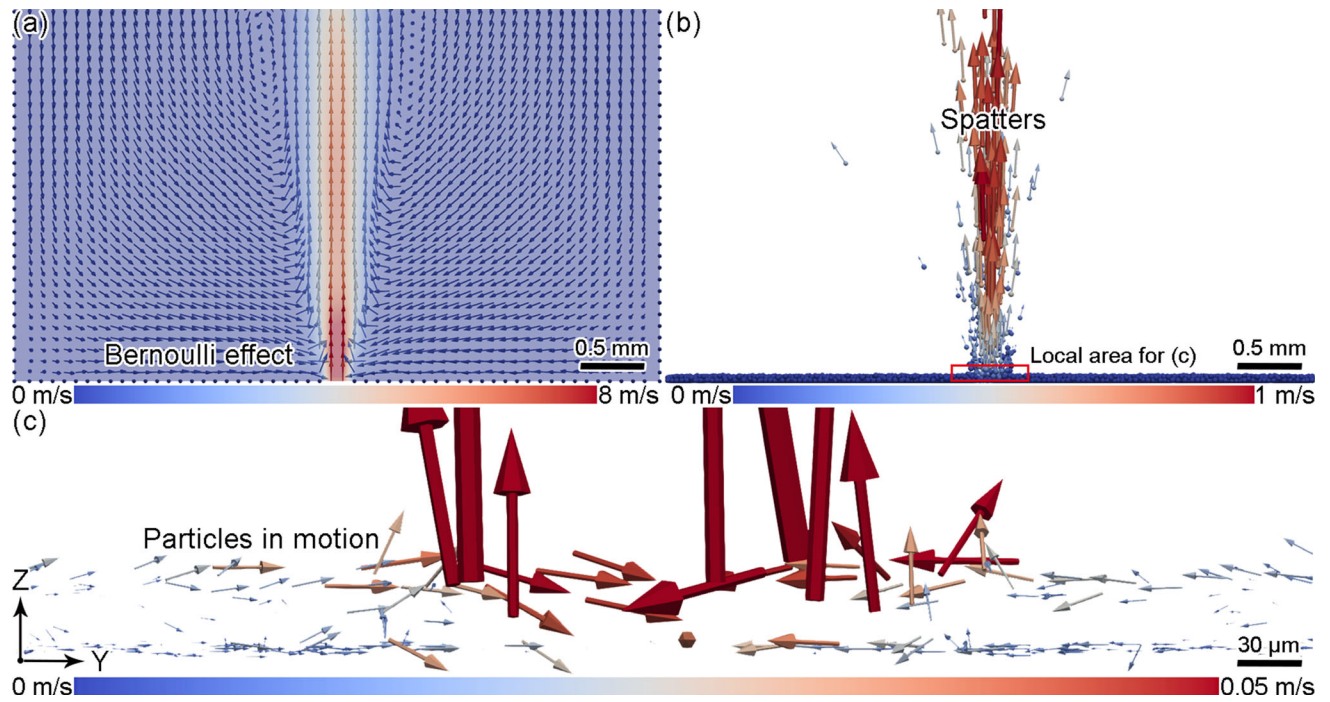 (a)
Bernoulli effect
0.5 mm
0 m/s
8 m/s
(b)
Spatters
Local area for (c)
0.5 mm
0 m/s
1 m/s
(c)
Particles in motion
Z
Y
30 µm
0 m/s
0.05 m/s